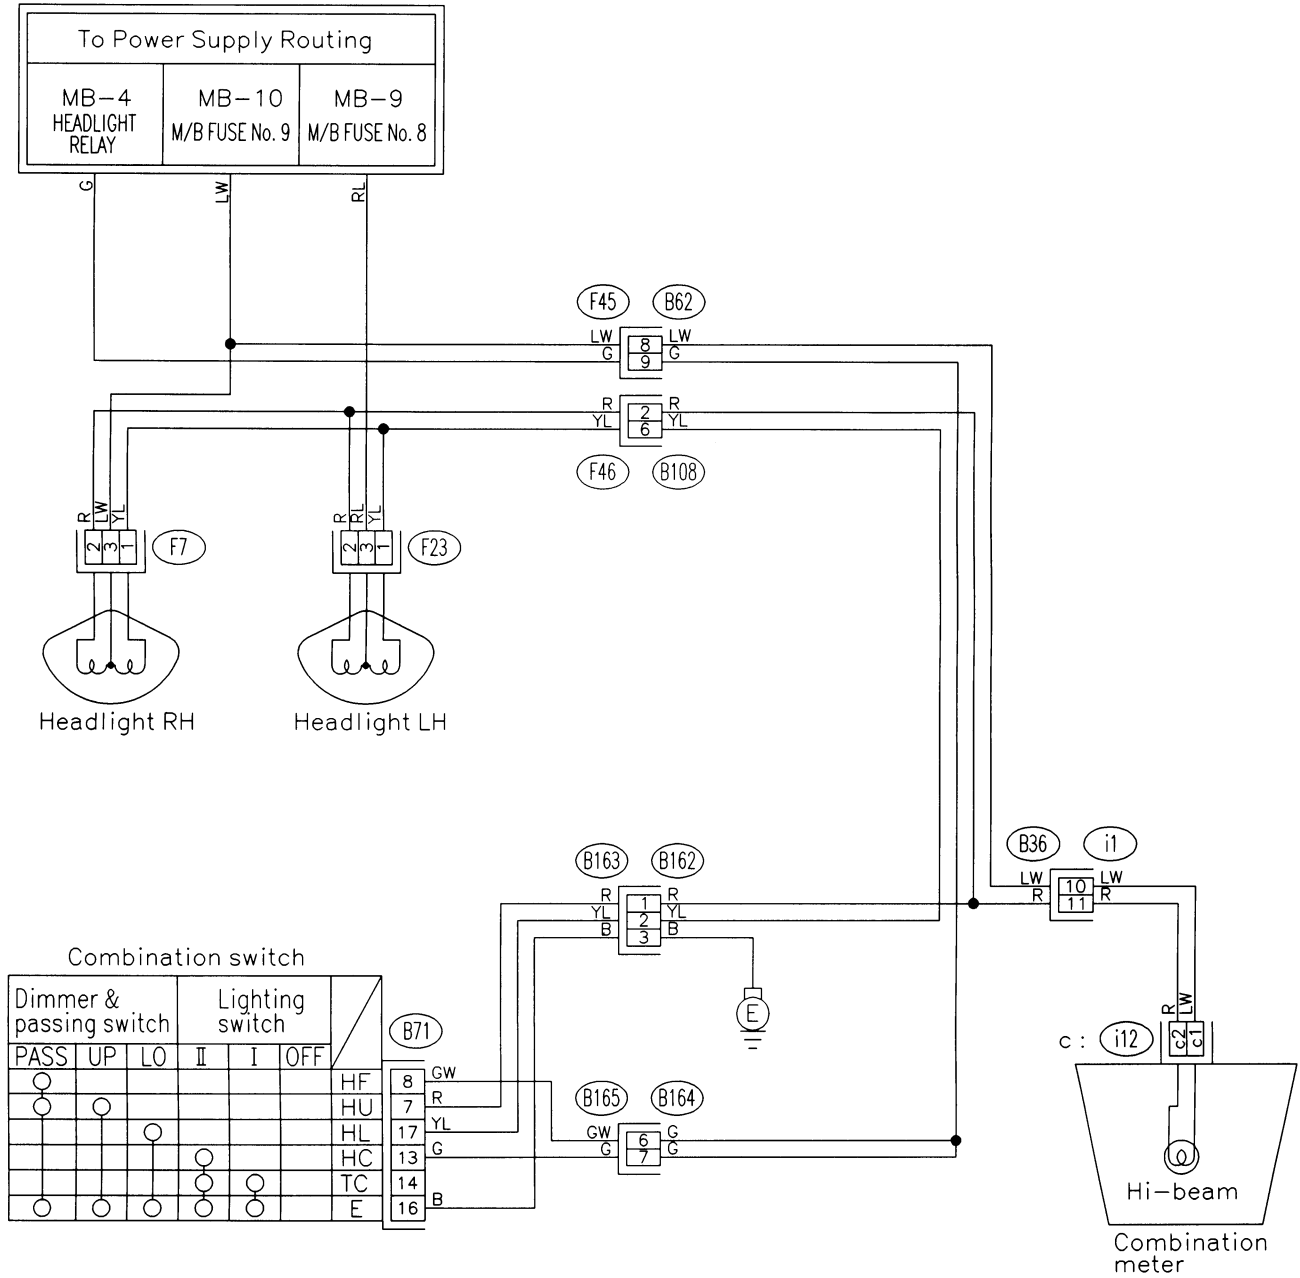 To Power Supply Routing
MB-4 MB-10 MB-9
HEADLIGHT RELAY
M/B FUSE No. 9
M/B FUSE No. 8
G LW RL
F45 B62
LW 8 LW
G 9 G
R 2 R
YL 6 YL
F46 B108
R LW YL
2 3 1
F7
R RL YL
2 3 1
F23
Headlight RH
Headlight LH
B36 i1
LW 10 LW
R 11 R
B163 B162
R 1 R
YL 2 YL
B 3 B
E
R LW
c : i12
c2 c1
Hi-beam
Combination
meter
Combination switch
Dimmer &
passing switch
Lighting
switch
B71
PASS UP LO II I OFF
HF 8 GW
HU 7 R
HL 17 YL
HC 13 G
TC 14
E 16 B
B165 B164
GW 6 G
G 7 G